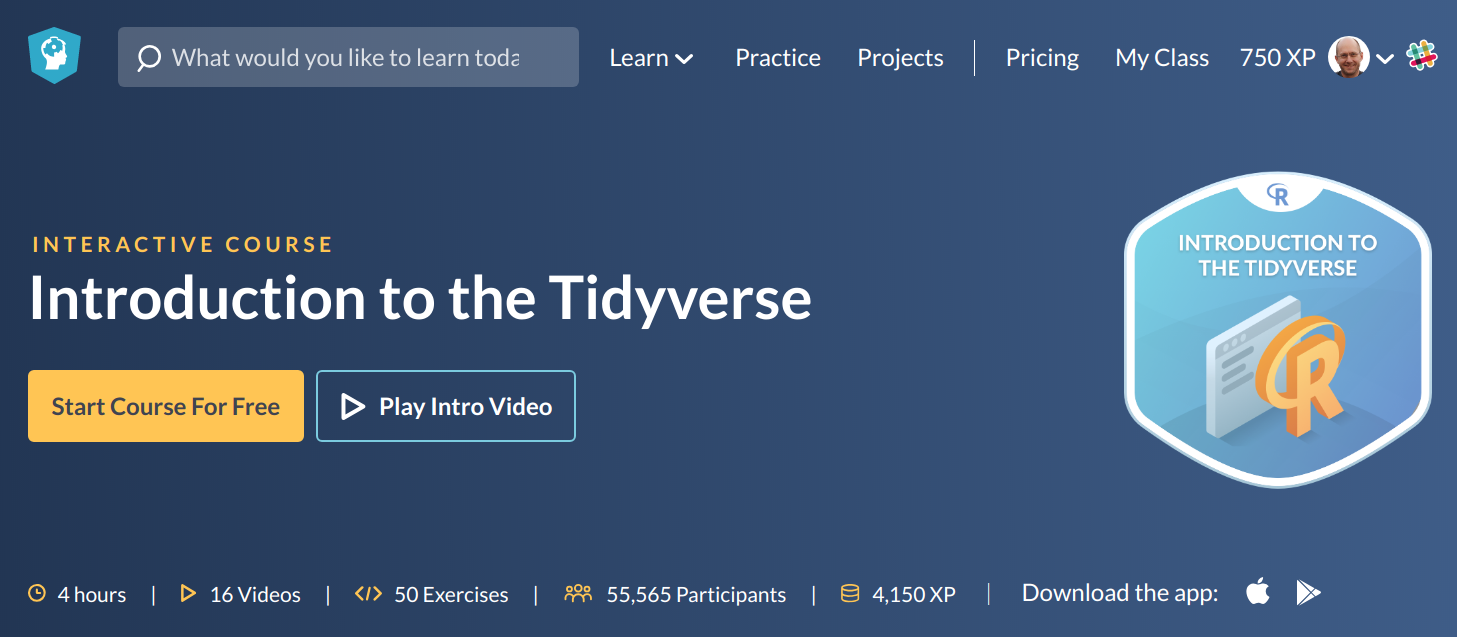 What would you like to learn toda
Learn
Practice
Projects
Pricing
My Class
750 XP
R
INTRODUCTION TO
THE TIDYVERSE
R
INTERACTIVE COURSE
Introduction to the Tidyverse
Start Course For Free
Play Intro Video
4 hours | 16 Videos | </> 50 Exercises | 55,565 Participants | 4,150 XP | Download the app: